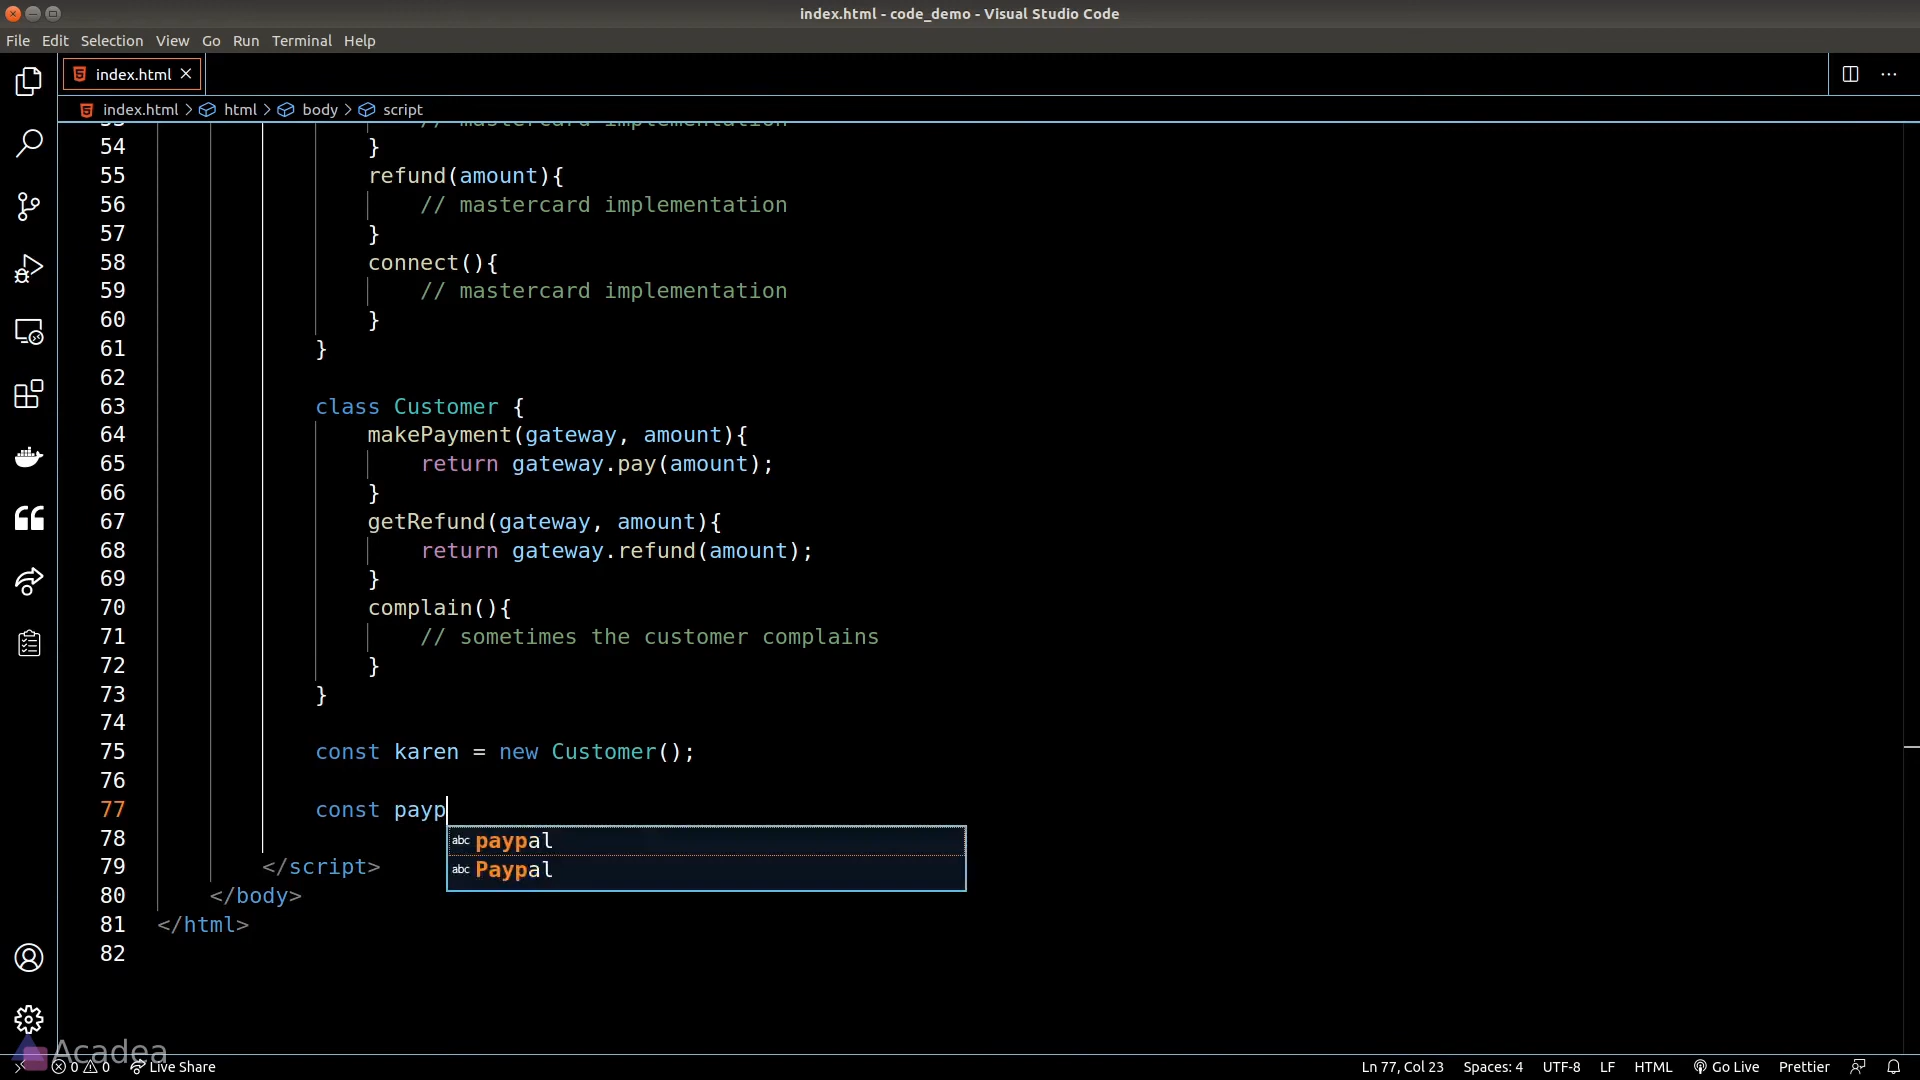 index.html - code_demo - Visual Studio Code
File Edit Selection View Go Run Terminal Help
index.html
index.html > html > body > script
53 // mastercard implementation
54 }
55 refund(amount){
56 // mastercard implementation
57 }
58 connect(){
59 // mastercard implementation
60 }
61 }
62
63 class Customer {
64 makePayment(gateway, amount){
65 return gateway.pay(amount);
66 }
67 getRefund(gateway, amount){
68 return gateway.refund(amount);
69 }
70 complain(){
71 // sometimes the customer complains
72 }
73 }
74
75 const karen = new Customer();
76
77 const payp
abc paypal
78
abc Paypal
79 </script>
80 </body>
81 </html>
82
Acadea
0 0 Live Share Ln 77, Col 23 Spaces: 4 UTF-8 LF HTML Go Live Prettier